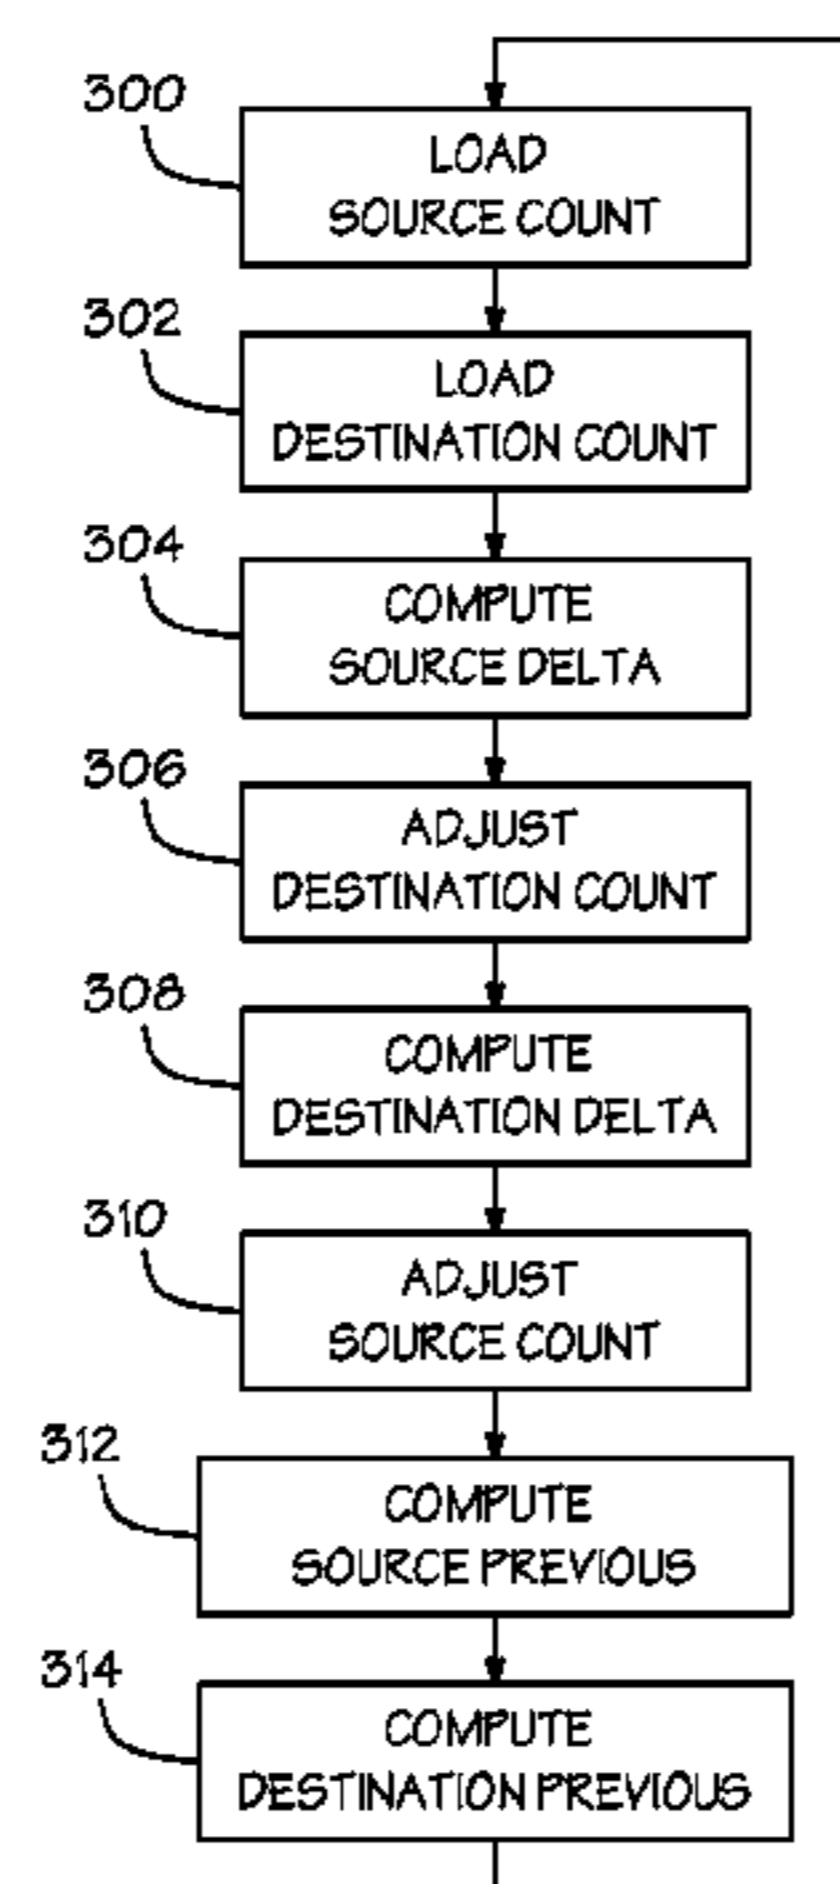 300
LOAD
SOURCE COUNT
302
LOAD
DESTINATION COUNT
304
COMPUTE
SOURCE DELTA
306
ADJUST
DESTINATION COUNT
308
COMPUTE
DESTINATION DELTA
310
ADJUST
SOURCE COUNT
312
COMPUTE
SOURCE PREVIOUS
314
COMPUTE
DESTINATION PREVIOUS